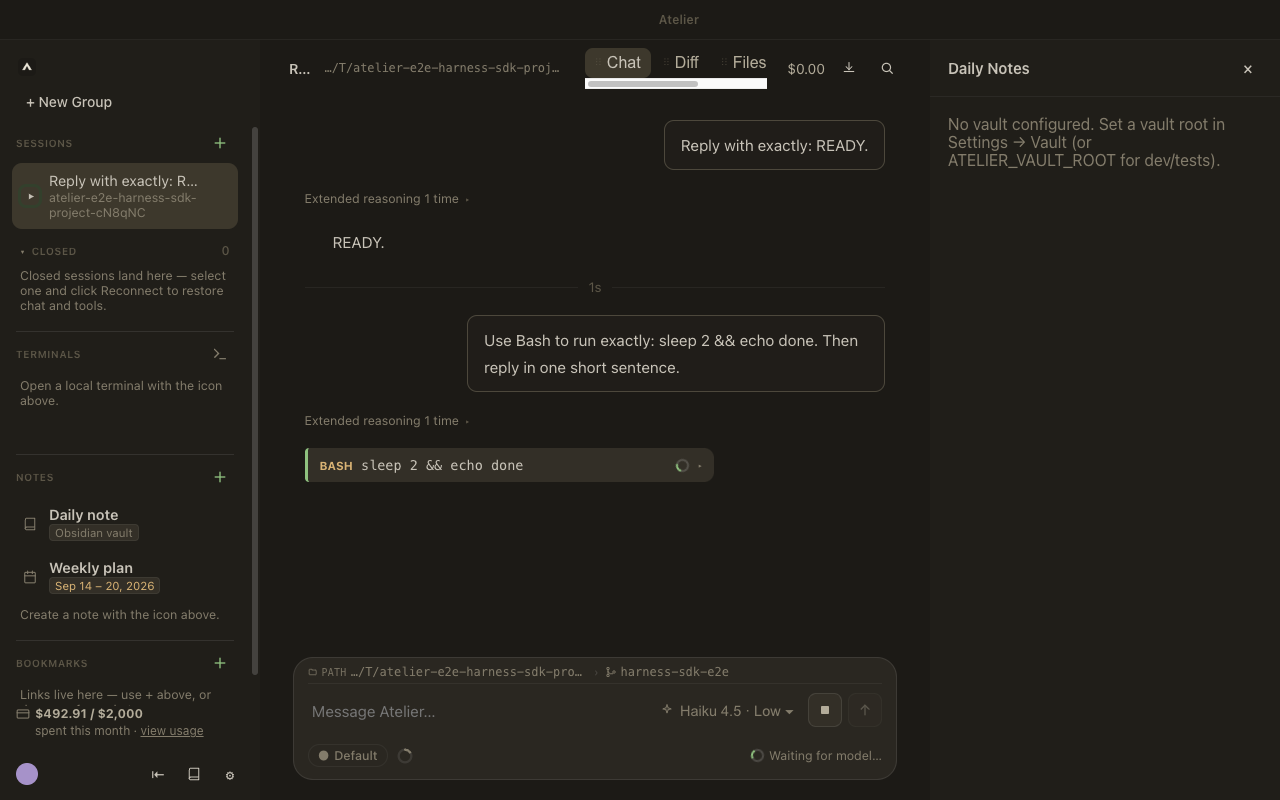 Atelier
+ New Group
SESSIONS
Reply with exactly: R...
atelier-e2e-harness-sdk-
project-cN8qNC
CLOSED 0
Closed sessions land here — select
one and click Reconnect to restore
chat and tools.
TERMINALS
Open a local terminal with the icon
above.
NOTES
Daily note
Obsidian vault
Weekly plan
Sep 14 – 20, 2026
Create a note with the icon above.
BOOKMARKS
Links live here — use + above, or
$492.91 / $2,000
spent this month · view usage
R... …/T/atelier-e2e-harness-sdk-proj…
Chat Diff Files
$0.00
Reply with exactly: READY.
Extended reasoning 1 time
READY.
1s
Use Bash to run exactly: sleep 2 && echo done. Then
reply in one short sentence.
Extended reasoning 1 time
BASH sleep 2 && echo done
PATH …/T/atelier-e2e-harness-sdk-pro… › harness-sdk-e2e
Message Atelier...
Haiku 4.5 · Low
Default
Waiting for model...
Daily Notes
No vault configured. Set a vault root in
Settings → Vault (or
ATELIER_VAULT_ROOT for dev/tests).